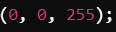 (0, 0, 255);